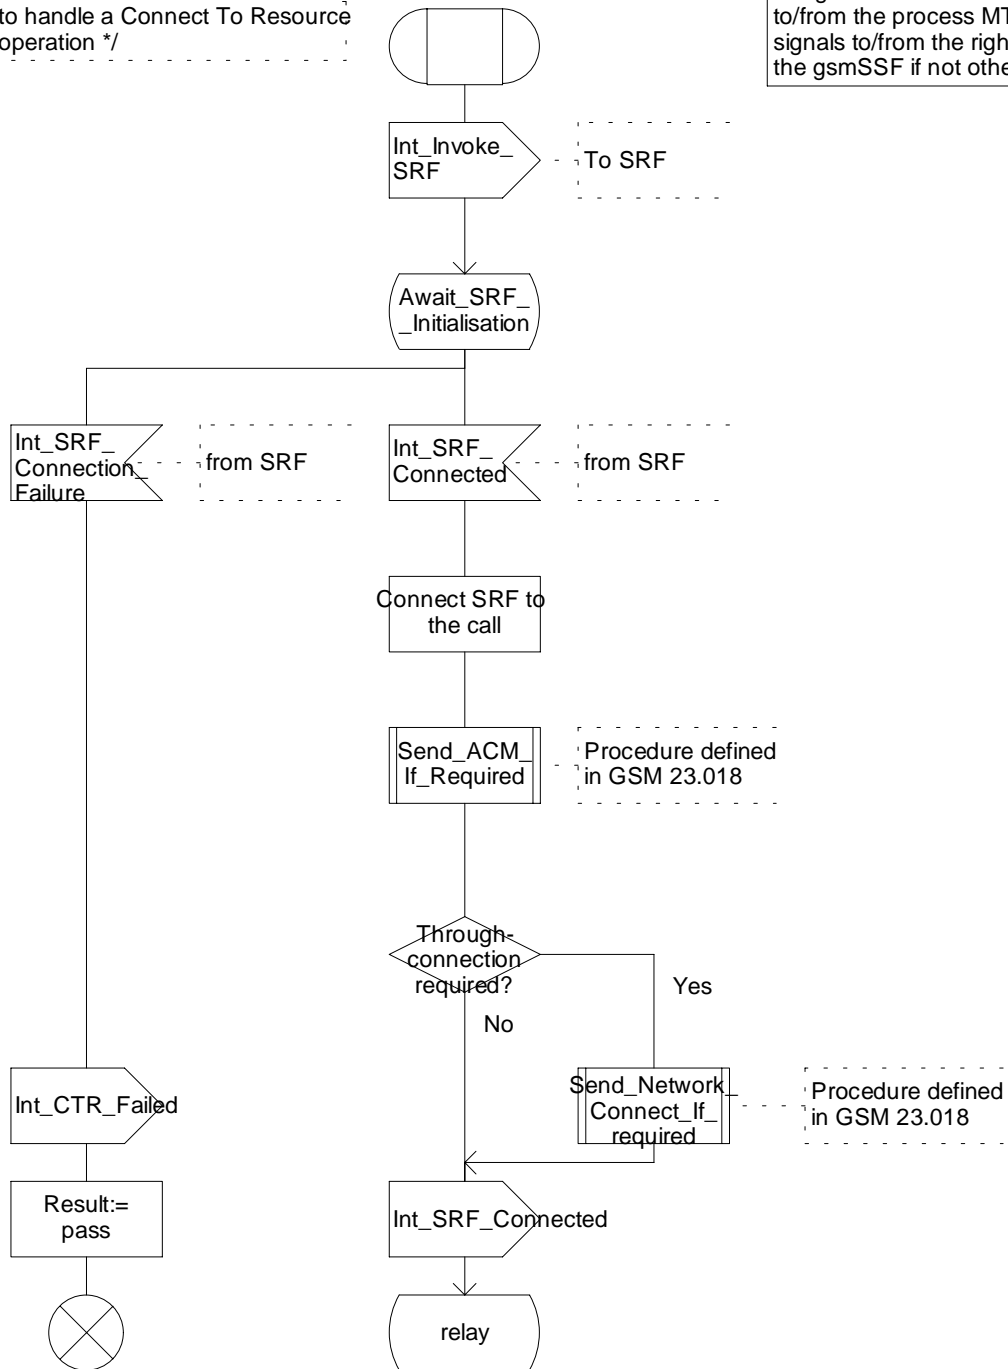 to handle a Connect To Resource
operation */
to/from the process MT
signals to/from the righ
the gsmSSF if not othe
Int_Invoke_
SRF
To SRF
Await_SRF_
_Initialisation
Int_SRF_
Connection_
Failure
from SRF
Int_SRF_
Connected
from SRF
Connect SRF to
the call
Send_ACM_
If_Required
Procedure defined
in GSM 23.018
Through-
connection
required?
Yes
No
Int_CTR_Failed
Send_Network_
Connect_If_
required
Procedure defined
in GSM 23.018
Result:=
pass
Int_SRF_Connected
relay